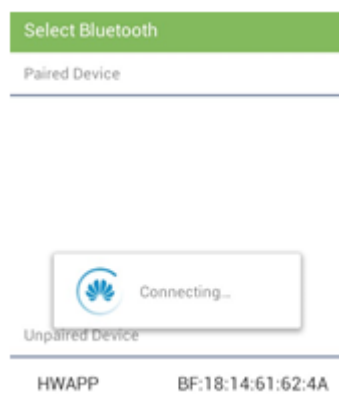 Select Bluetooth
Paired Device
Connecting...
Unpaired Device
HWAPP BF:18:14:61:62:4A